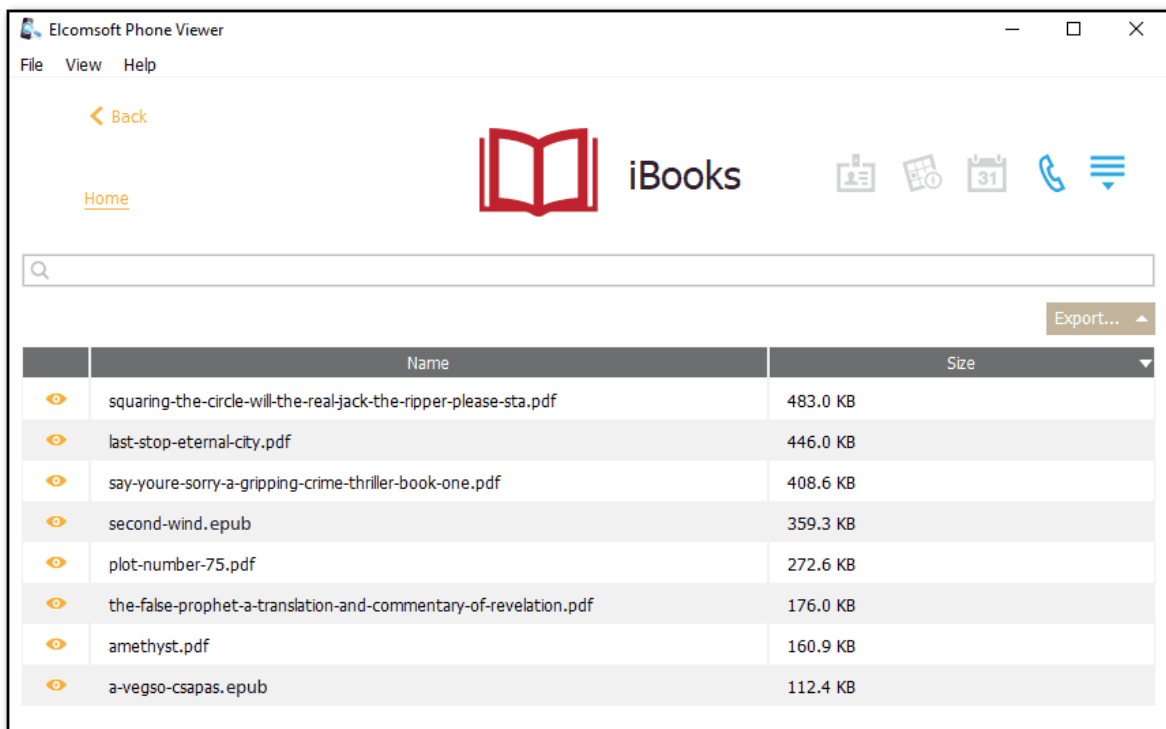 Elcomsoft Phone Viewer
File View Help
Back
iBooks
31
Home
Export...
Name Size
squaring-the-circle-will-the-real-jack-the-ripper-please-sta.pdf 483.0 KB
last-stop-eternal-city.pdf 446.0 KB
say-youre-sorry-a-gripping-crime-thriller-book-one.pdf 408.6 KB
second-wind.epub 359.3 KB
plot-number-75.pdf 272.6 KB
the-false-prophet-a-translation-and-commentary-of-revelation.pdf 176.0 KB
amethyst.pdf 160.9 KB
a-vegso-csapas.epub 112.4 KB